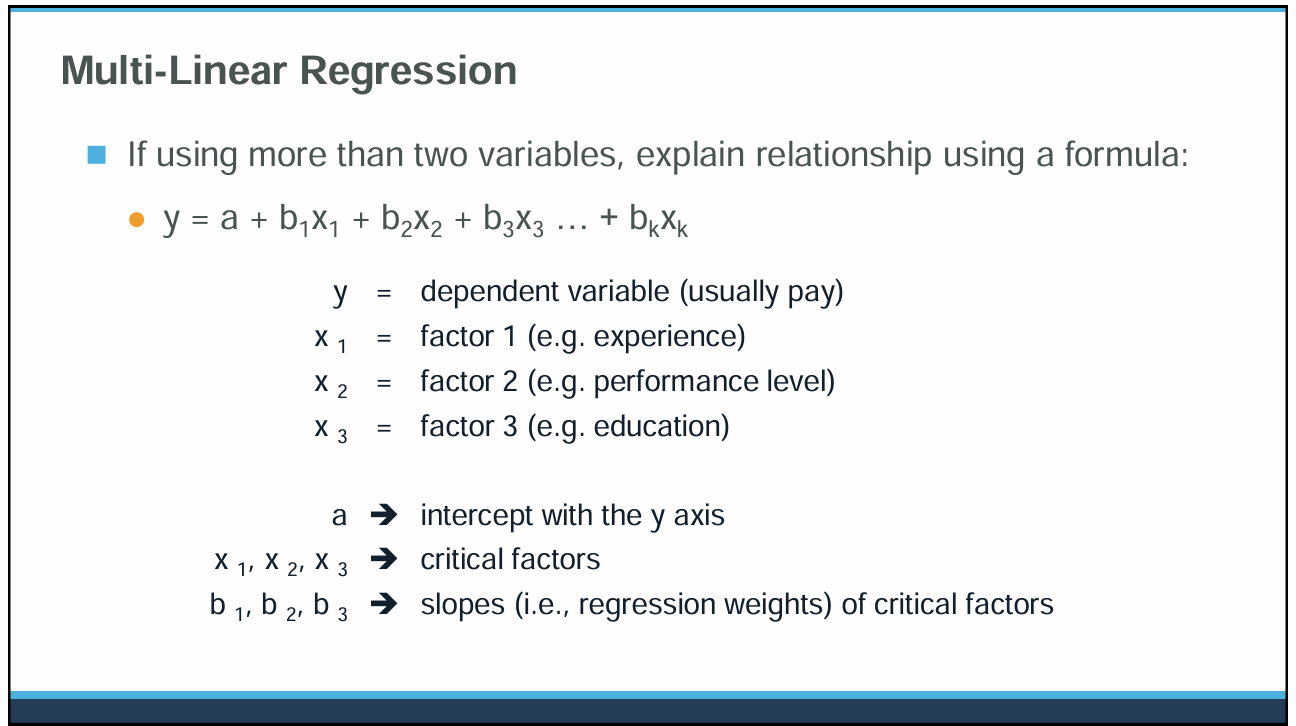 Multi-Linear Regression
■ If using more than two variables, explain relationship using a formula:
● y = a + b₁x₁ + b₂x₂ + b₃x₃ … + bₖxₖ
y = dependent variable (usually pay)
x ₁ = factor 1 (e.g. experience)
x ₂ = factor 2 (e.g. performance level)
x ₃ = factor 3 (e.g. education)
a ➔ intercept with the y axis
x ₁, x ₂, x ₃ ➔ critical factors
b ₁, b ₂, b ₃ ➔ slopes (i.e., regression weights) of critical factors